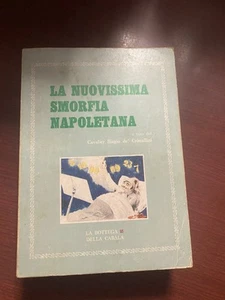 LA NUOVISSIMA
SMORFIA
NAPOLETANA
LA BOTTEGA
DELLA CABALA